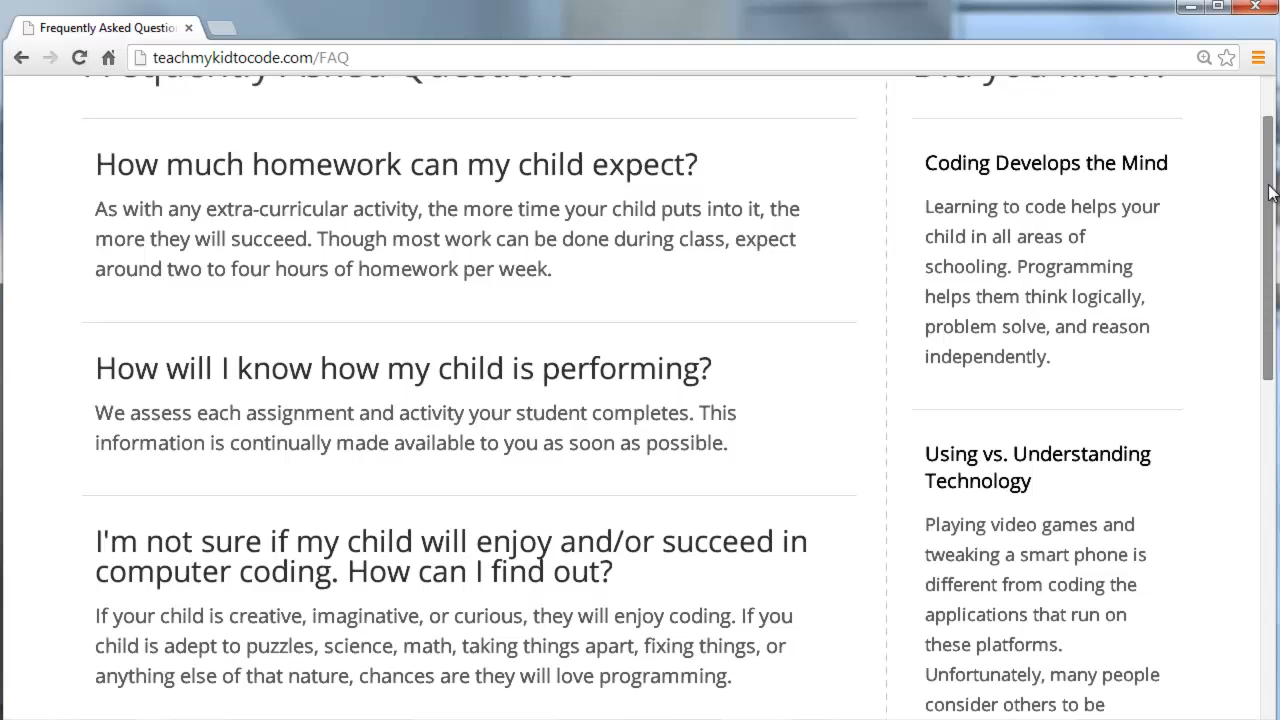 Frequently Asked Questio
teachmykidtocode.com/FAQ
Frequently Asked Questions
How much homework can my child expect?
As with any extra-curricular activity, the more time your child puts into it, the
more they will succeed. Though most work can be done during class, expect
around two to four hours of homework per week.
How will I know how my child is performing?
We assess each assignment and activity your student completes. This
information is continually made available to you as soon as possible.
I'm not sure if my child will enjoy and/or succeed in
computer coding. How can I find out?
If your child is creative, imaginative, or curious, they will enjoy coding. If you
child is adept to puzzles, science, math, taking things apart, fixing things, or
anything else of that nature, chances are they will love programming.
Did you know?
Coding Develops the Mind
Learning to code helps your
child in all areas of
schooling. Programming
helps them think logically,
problem solve, and reason
independently.
Using vs. Understanding
Technology
Playing video games and
tweaking a smart phone is
different from coding the
applications that run on
these platforms.
Unfortunately, many people
consider others to be